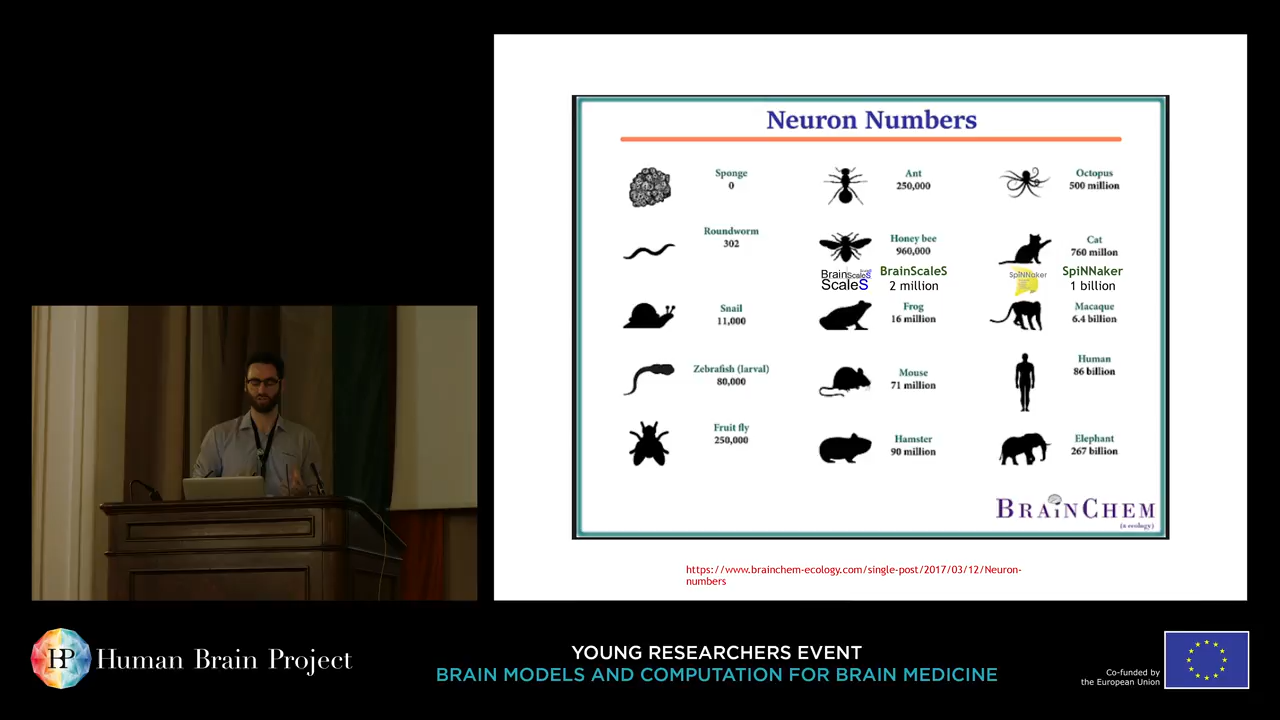 Neuron Numbers
Sponge
0
Roundworm
302
Snail
11,000
Zebrafish (larval)
80,000
Fruit fly
250,000
Ant
250,000
Honey bee
960,000
BrainScaleS
2 million
Frog
16 million
Mouse
71 million
Hamster
90 million
Octopus
500 million
Cat
760 millon
SpiNNaker
SpiNNaker
1 billion
Macaque
6.4 billion
Human
86 billion
Elephant
267 billion
BRAINCHEM
(x ecology)
https://www.brainchem-ecology.com/single-post/2017/03/12/Neuron-
numbers
HP Human Brain Project
YOUNG RESEARCHERS EVENT
BRAIN MODELS AND COMPUTATION FOR BRAIN MEDICINE
Co-funded by
the European Union